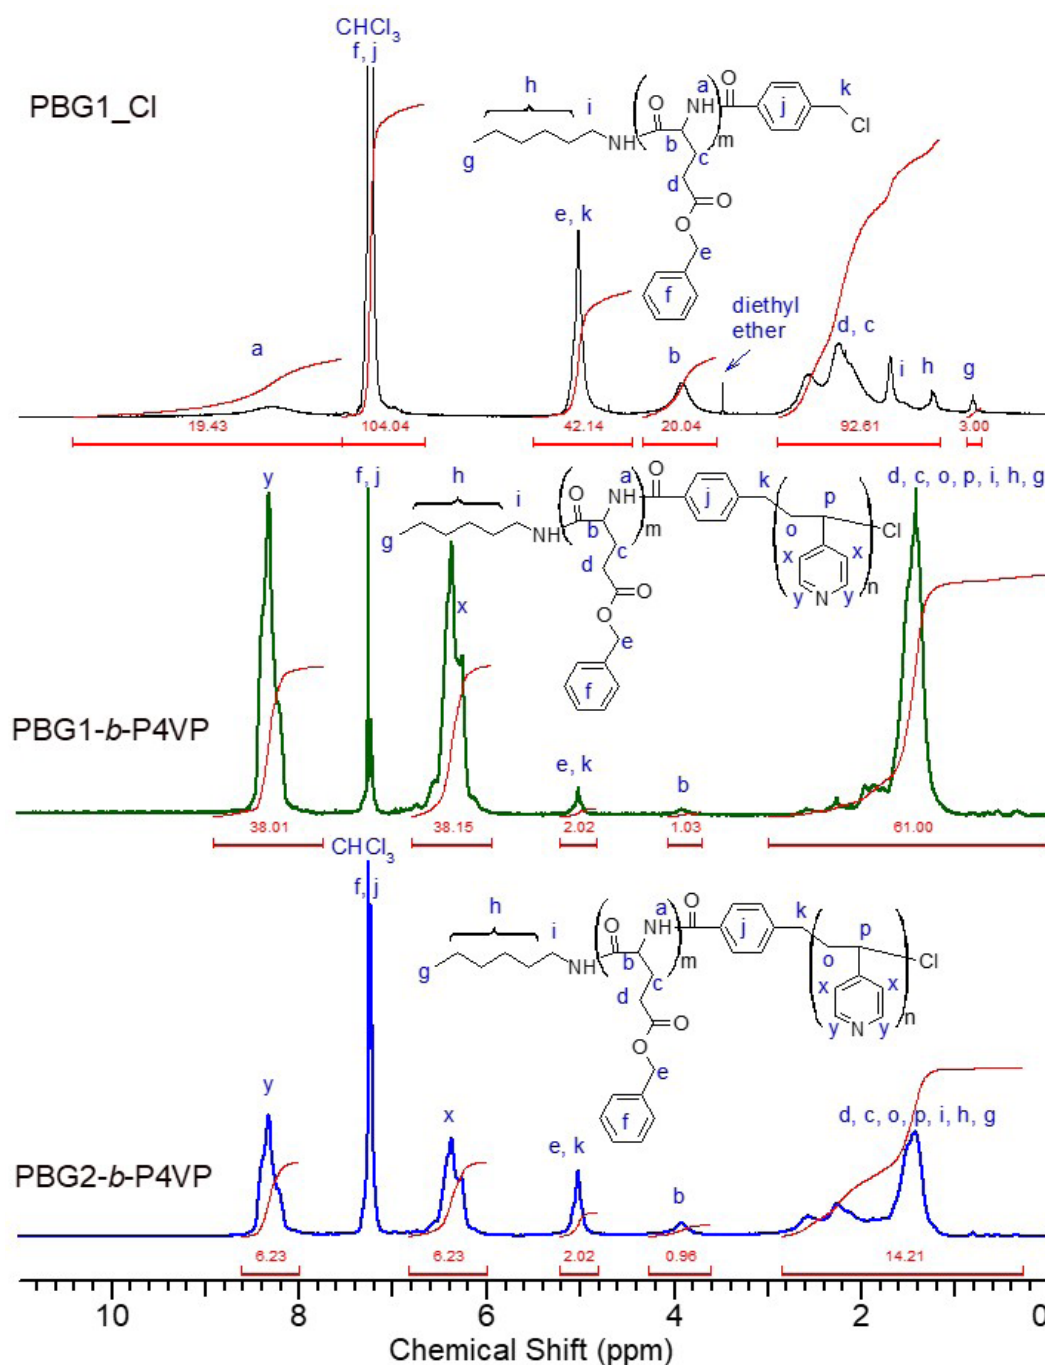 CHCl3
f, j
PBG1_Cl
h
i
g
NH
O
a
NH
O
b
c
m
d
O
O
e
f
j
k
Cl
a
e, k
b
diethyl
ether
d, c
i
h
g
19.43
104.04
42.14
20.04
92.61
3.00
y
f, j
h
i
g
NH
O
a
NH
O
b
c
m
d
O
O
e
f
j
k
o
p
x
x
y
y
N
n
Cl
d, c, o, p, i, h, g
x
PBG1-b-P4VP
e, k
b
38.01
38.15
2.02
1.03
61.00
CHCl3
f, j
h
i
g
NH
O
a
NH
O
b
c
m
d
O
O
e
f
j
k
o
p
x
x
y
y
N
n
Cl
y
x
e, k
b
d, c, o, p, i, h, g
PBG2-b-P4VP
6.23
6.23
2.02
0.96
14.21
10
8
6
4
2
0
Chemical Shift (ppm)